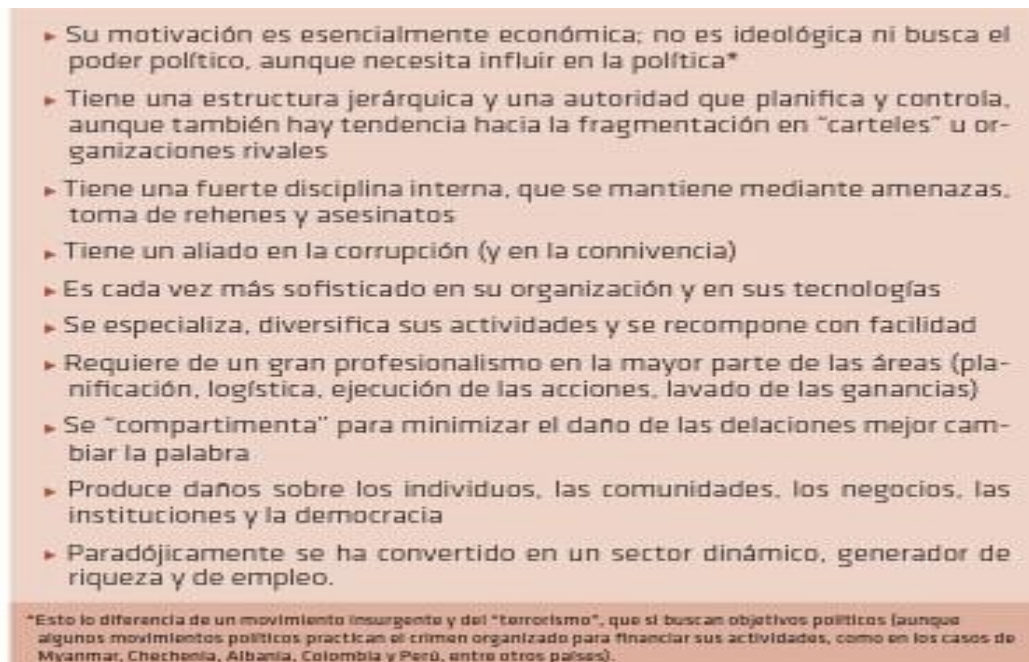 ▸ Su motivación es esencialmente económica; no es ideológica ni busca el
poder político, aunque necesita influir en la política*
▸ Tiene una estructura jerárquica y una autoridad que planifica y controla,
aunque también hay tendencia hacia la fragmentación en "carteles" u or-
ganizaciones rivales
▸ Tiene una fuerte disciplina interna, que se mantiene mediante amenazas,
toma de rehenes y asesinatos
▸ Tiene un aliado en la corrupción (y en la connivencia)
▸ Es cada vez más sofisticado en su organización y en sus tecnologías
▸ Se especializa, diversifica sus actividades y se recompone con facilidad
▸ Requiere de un gran profesionalismo en la mayor parte de las áreas (pla-
nificación, logística, ejecución de las acciones, lavado de las ganancias)
▸ Se "compartimenta" para minimizar el daño de las delaciones mejor cam-
biar la palabra
▸ Produce daños sobre los individuos, las comunidades, los negocios, las
instituciones y la democracia
▸ Paradójicamente se ha convertido en un sector dinámico, generador de
riqueza y de empleo.
*Esto lo diferencia de un movimiento insurgente y del "terrorismo", que si buscan objetivos políticos (aunque
algunos movimientos políticos practican el crimen organizado para financiar sus actividades, como en los casos de
Myanmar, Chechenia, Albania, Colombia y Perú, entre otros países).